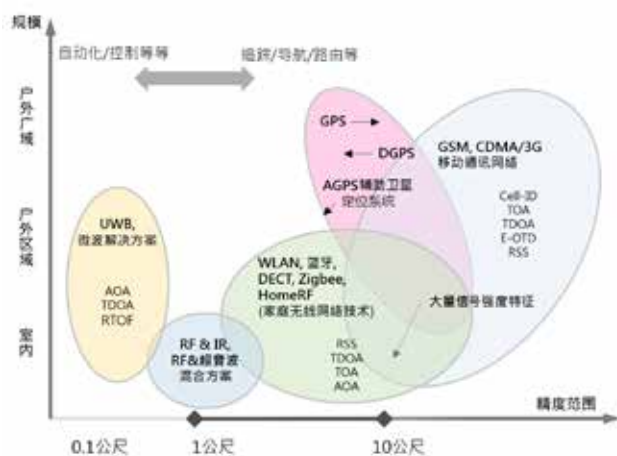 规模
自动化/控制等等
追踪/导航/路由等
户外广域
户外区域
室内
GPS
DGPS
AGPS辅助卫星
定位系统
GSM, CDMA/3G
移动通讯网络
Cell-ID
TOA
TDOA
E-OTD
RSS
UWB,
微波解决方案
AOA
TDOA
RTOF
WLAN, 蓝牙,
DECT, Zigbee,
HomeRF
(家庭无线网络技术)
RSS
TDOA
TOA
AOA
大量信号强度特征
RF & IR,
RF&超音波
混合方案
精度范围
0.1公尺
1公尺
10公尺